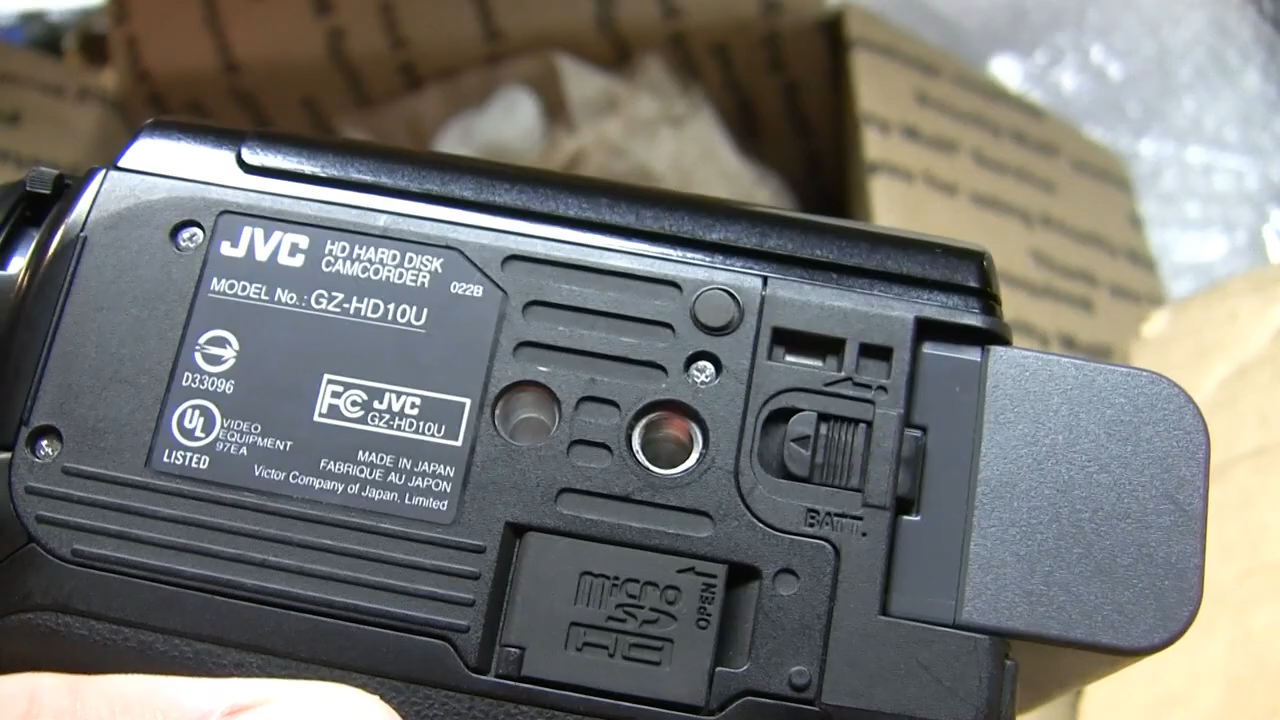 JVC HD HARD DISK
CAMCORDER
022B
MODEL No.: GZ-HD10U
D33096
FC JVC
GZ-HD10U
UL VIDEO
EQUIPMENT
97EA
LISTED
MADE IN JAPAN
FABRIQUE AU JAPON
Victor Company of Japan, Limited
BATT.
micro
SD
HD
OPEN